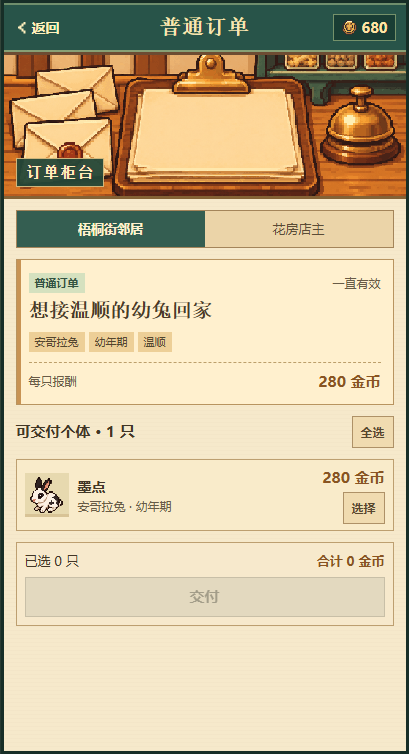 返回
普通订单
680
订单柜台
梧桐街邻居
花房店主
普通订单
一直有效
想接温顺的幼兔回家
安哥拉兔 幼年期 温顺
每只报酬
280 金币
可交付个体·1 只
全选
墨点
280 金币
安哥拉兔·幼年期
选择
已选 0 只
合计 0 金币
交付